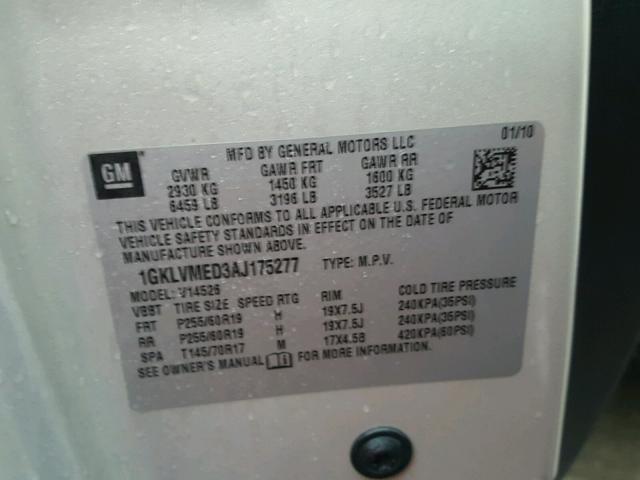 GM
MFD BY GENERAL MOTORS LLC 01/10
GVWR GAWR FRT GAWR RR
2930 KG 1450 KG 1600 KG
6459 LB 3196 LB 3527 LB
THIS VEHICLE CONFORMS TO ALL APPLICABLE U.S. FEDERAL MOTOR
VEHICLE SAFETY STANDARDS IN EFFECT ON THE DATE OF
MANUFACTURE SHOWN ABOVE.
1GKLVMED3AJ175277 TYPE: M.P.V.
MODEL: V14526
VBBT TIRE SIZE SPEED RTG RIM COLD TIRE PRESSURE
FRT P255/60R19 H 19X7.5J 240KPA(35PSI)
RR P255/60R19 H 19X7.5J 240KPA(35PSI)
SPA T145/70R17 M 17X4.5B 420KPA(60PSI)
SEE OWNER'S MANUAL FOR MORE INFORMATION.